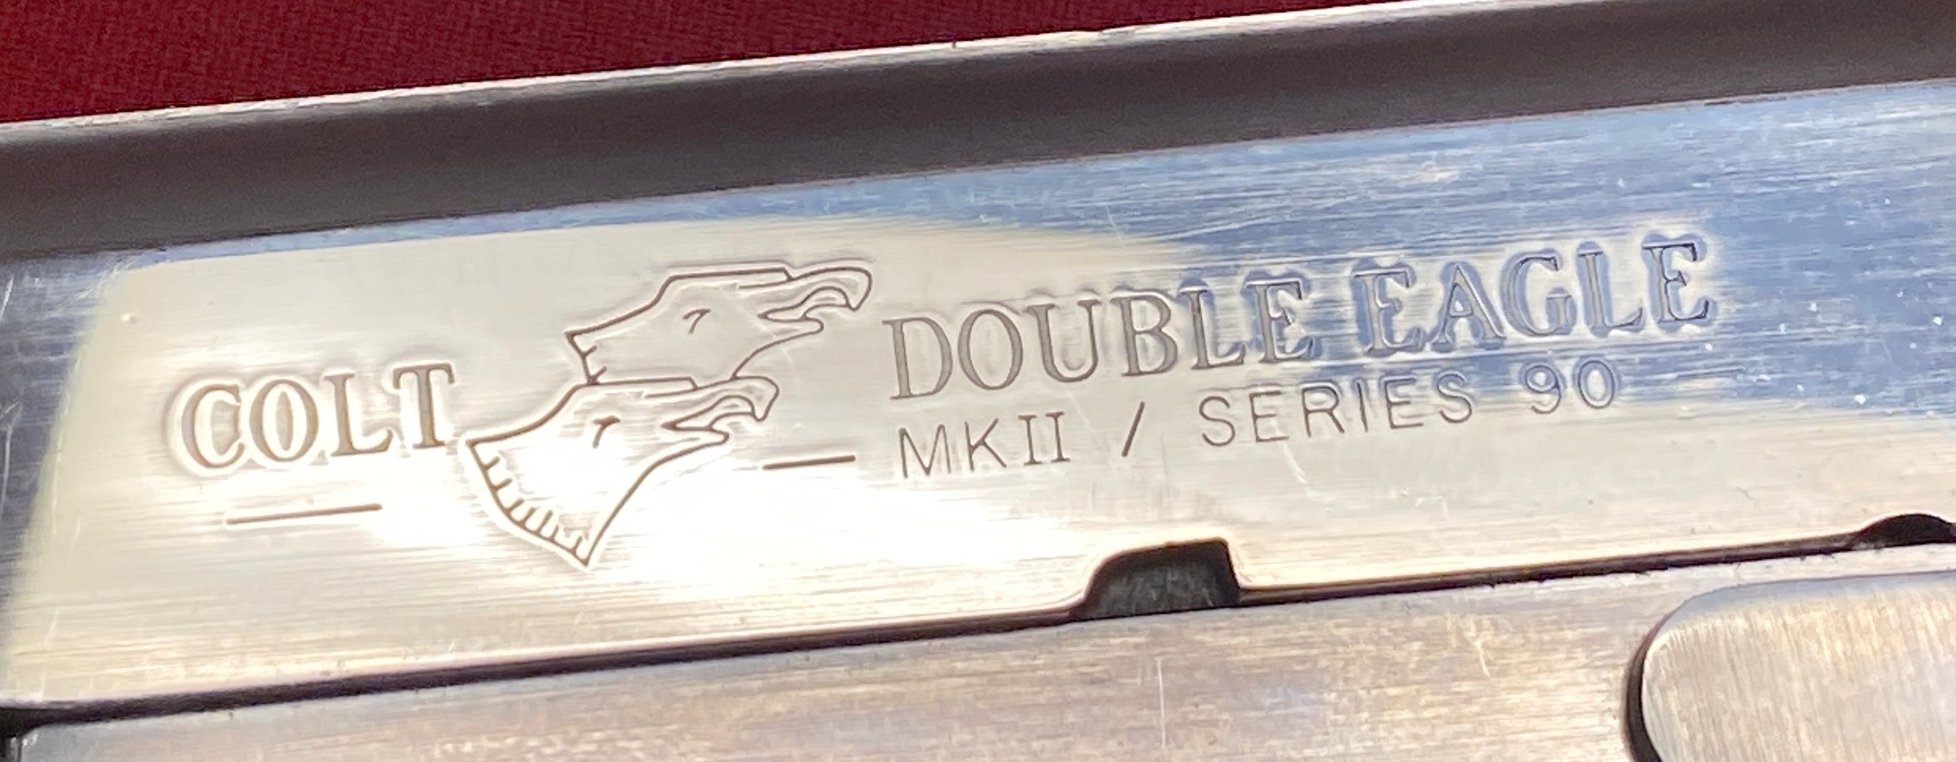 COLT DOUBLE EAGLE
MKII / SERIES 90